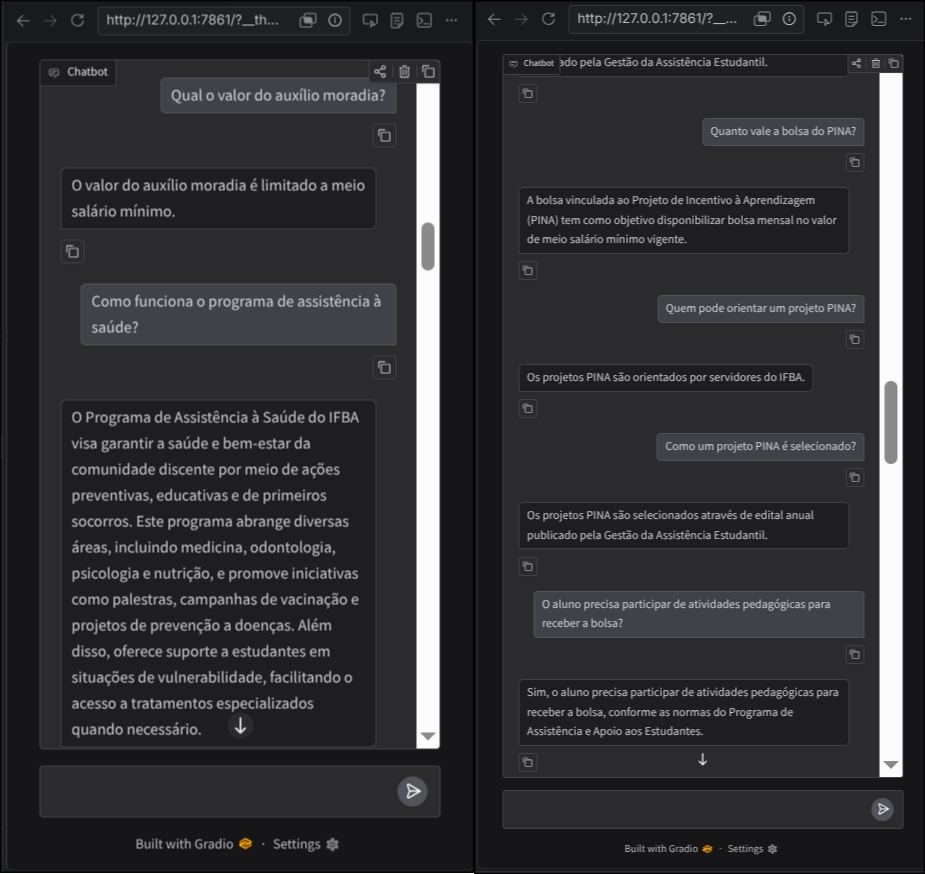 http://127.0.0.1:7861/?__th...
Chatbot
Qual o valor do auxílio moradia?
O valor do auxílio moradia é limitado a meio
salário mínimo.
Como funciona o programa de assistência à
saúde?
O Programa de Assistência à Saúde do IFBA
visa garantir a saúde e bem-estar da
comunidade discente por meio de ações
preventivas, educativas e de primeiros
socorros. Este programa abrange diversas
áreas, incluindo medicina, odontologia,
psicologia e nutrição, e promove iniciativas
como palestras, campanhas de vacinação e
projetos de prevenção a doenças. Além
disso, oferece suporte a estudantes em
situações de vulnerabilidade, facilitando o
acesso a tratamentos especializados
quando necessário.
Built with Gradio · Settings
http://127.0.0.1:7861/?__...
Chatbot
ado pela Gestão da Assistência Estudantil.
Quanto vale a bolsa do PINA?
A bolsa vinculada ao Projeto de Incentivo à Aprendizagem
(PINA) tem como objetivo disponibilizar bolsa mensal no valor
de meio salário mínimo vigente.
Quem pode orientar um projeto PINA?
Os projetos PINA são orientados por servidores do IFBA.
Como um projeto PINA é selecionado?
Os projetos PINA são selecionados através de edital anual
publicado pela Gestão da Assistência Estudantil.
O aluno precisa participar de atividades pedagógicas para
receber a bolsa?
Sim, o aluno precisa participar de atividades pedagógicas para
receber a bolsa, conforme as normas do Programa de
Assistência e Apoio aos Estudantes.
Built with Gradio · Settings